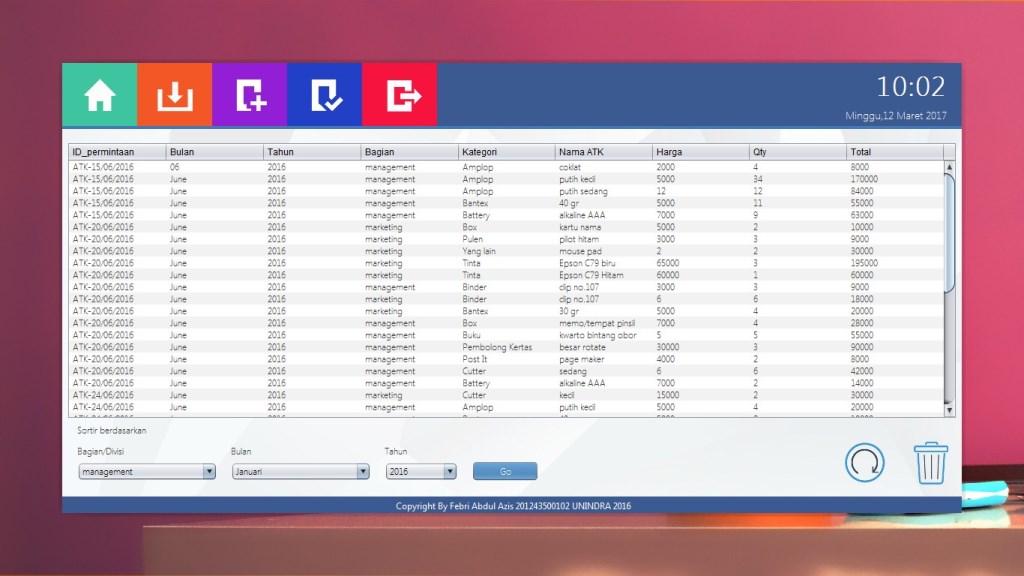 10:02
Minggu,12 Maret 2017
ID_permintaan Bulan Tahun Bagian Kategori Nama ATK Harga Qty Total
ATK-15/06/2016 06 2016 management Amplop coklat 2000 4 8000
ATK-15/06/2016 June 2016 management Amplop putih kecil 5000 34 170000
ATK-15/06/2016 June 2016 management Amplop putih sedang 12 12 84000
ATK-15/06/2016 June 2016 management Bantex 40 gr 5000 11 55000
ATK-15/06/2016 June 2016 management Battery alkaline AAA 7000 9 63000
ATK-20/06/2016 June 2016 marketing Box kartu nama 5000 2 10000
ATK-20/06/2016 June 2016 marketing Pulen pilot hitam 3000 3 9000
ATK-20/06/2016 June 2016 marketing Yang lain mouse pad 2 2 30000
ATK-20/06/2016 June 2016 marketing Tinta Epson C79 biru 65000 3 195000
ATK-20/06/2016 June 2016 marketing Tinta Epson C79 Hitam 60000 1 60000
ATK-20/06/2016 June 2016 management Binder clip no.107 3000 3 9000
ATK-20/06/2016 June 2016 marketing Binder clip no.107 6 6 18000
ATK-20/06/2016 June 2016 marketing Bantex 30 gr 5000 4 20000
ATK-20/06/2016 June 2016 management Box memo/tempat pinsil 7000 4 28000
ATK-20/06/2016 June 2016 management Buku kwarto bintang obor 5 5 55000
ATK-20/06/2016 June 2016 management Pembolong Kertas besar rotate 30000 3 90000
ATK-20/06/2016 June 2016 management Post It page maker 4000 2 8000
ATK-20/06/2016 June 2016 management Cutter sedang 6 6 42000
ATK-20/06/2016 June 2016 management Battery alkaline AAA 7000 2 14000
ATK-24/06/2016 June 2016 marketing Cutter kecil 15000 2 30000
ATK-24/06/2016 June 2016 management Amplop putih kecil 5000 4 20000
Sortir berdasarkan
Bagian/Divisi Bulan Tahun
management Januari 2016 Go
Copyright By Febri Abdul Azis 201243500102 UNINDRA 2016